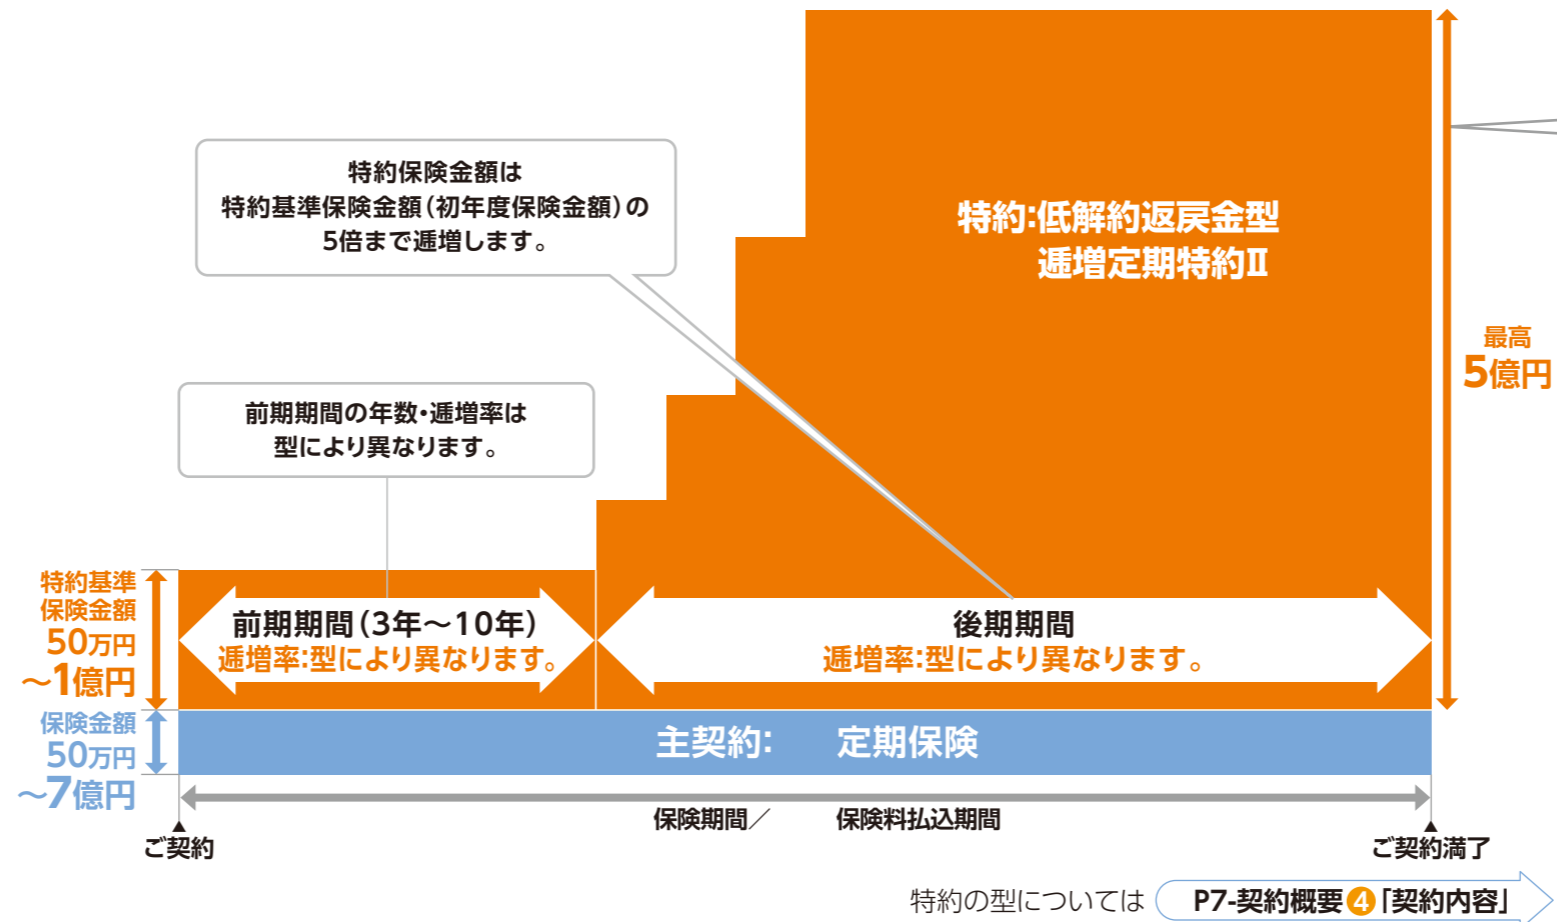 特約保険金額は
特約基準保険金額(初年度保険金額)の
5倍まで逓増します。
特約:低解約返戻金型
逓増定期特約Ⅱ
最高
5億円
前期期間の年数・逓増率は
型により異なります。
特約基準
保険金額
50万円
～1億円
前期期間(3年～10年)
逓増率:型により異なります。
後期期間
逓増率:型により異なります。
保険金額
50万円
～7億円
主契約: 定期保険
保険期間／ 保険料払込期間
▲
ご契約
▲
ご契約満了
特約の型については P7-契約概要❹「契約内容」